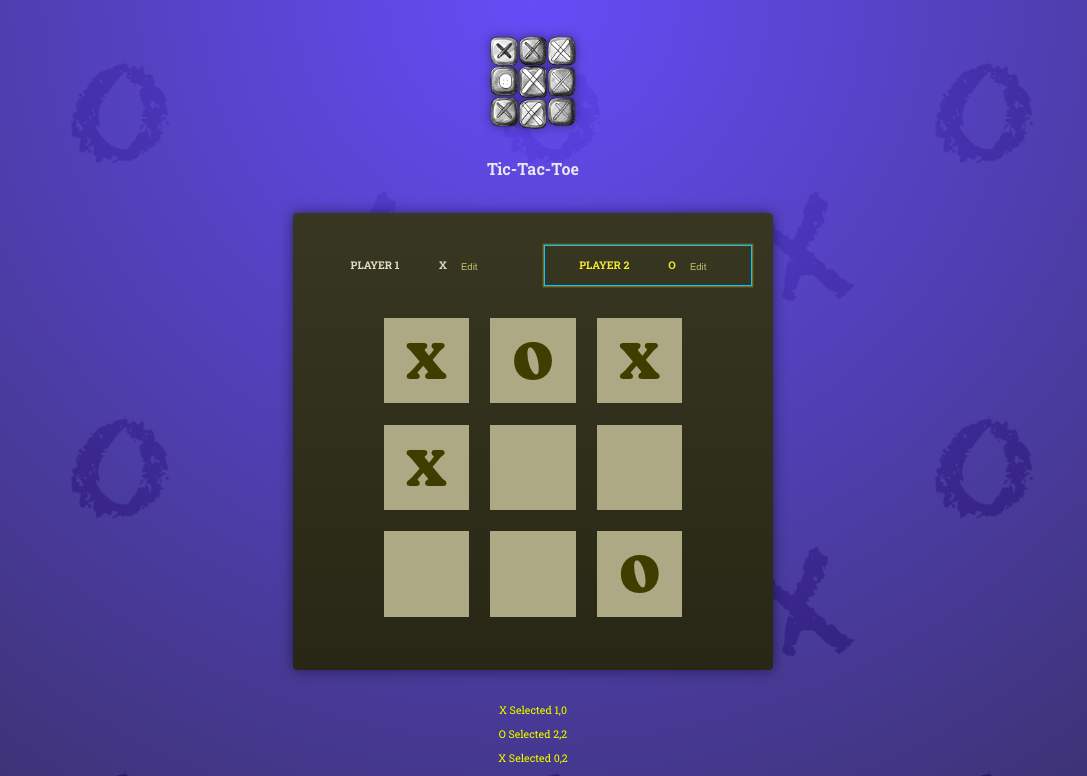 Tic-Tac-Toe
PLAYER 1 X Edit PLAYER 2 O Edit
X O X
X
O
X Selected 1,0
O Selected 2,2
X Selected 0,2